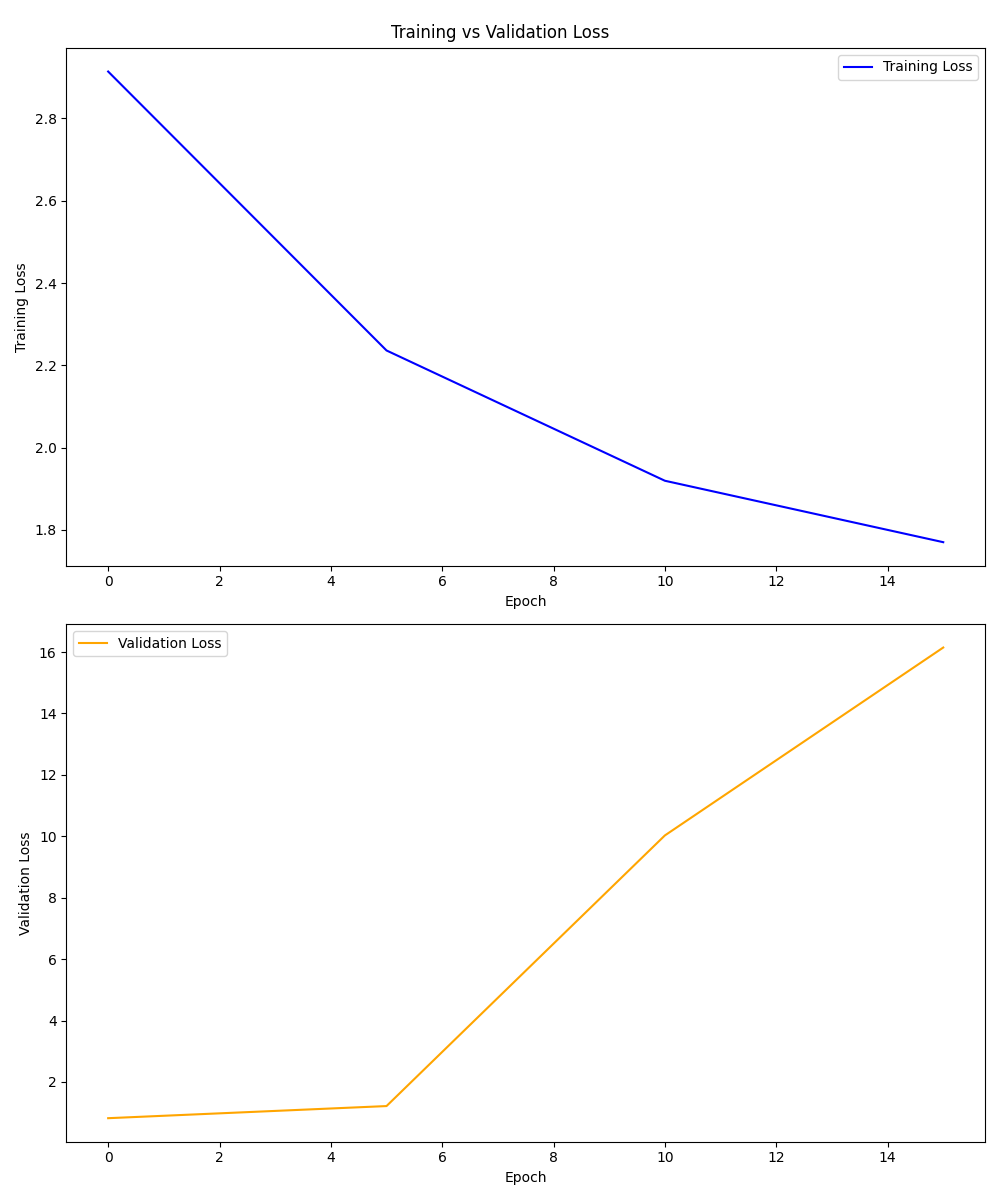 Training vs Validation Loss
Training Loss
2.8
2.6
2.4
2.2
2.0
1.8
Training Loss
0 2 4 6 8 10 12 14
Epoch
Validation Loss
16
14
12
10
8
6
4
2
Validation Loss
0 2 4 6 8 10 12 14
Epoch